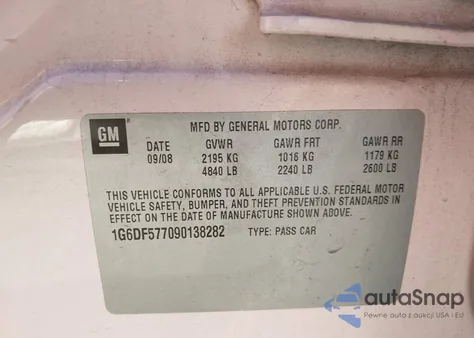 GM
MFD BY GENERAL MOTORS CORP.
DATE GVWR GAWR FRT GAWR RR
09/08 2195 KG 1016 KG 1179 KG
4840 LB 2240 LB 2600 LB
THIS VEHICLE CONFORMS TO ALL APPLICABLE U.S. FEDERAL MOTOR
VEHICLE SAFETY, BUMPER, AND THEFT PREVENTION STANDARDS IN
EFFECT ON THE DATE OF MANUFACTURE SHOWN ABOVE.
1G6DF577090138282 TYPE: PASS CAR
autaSnap
Pewne auta z aukcji USA i EU